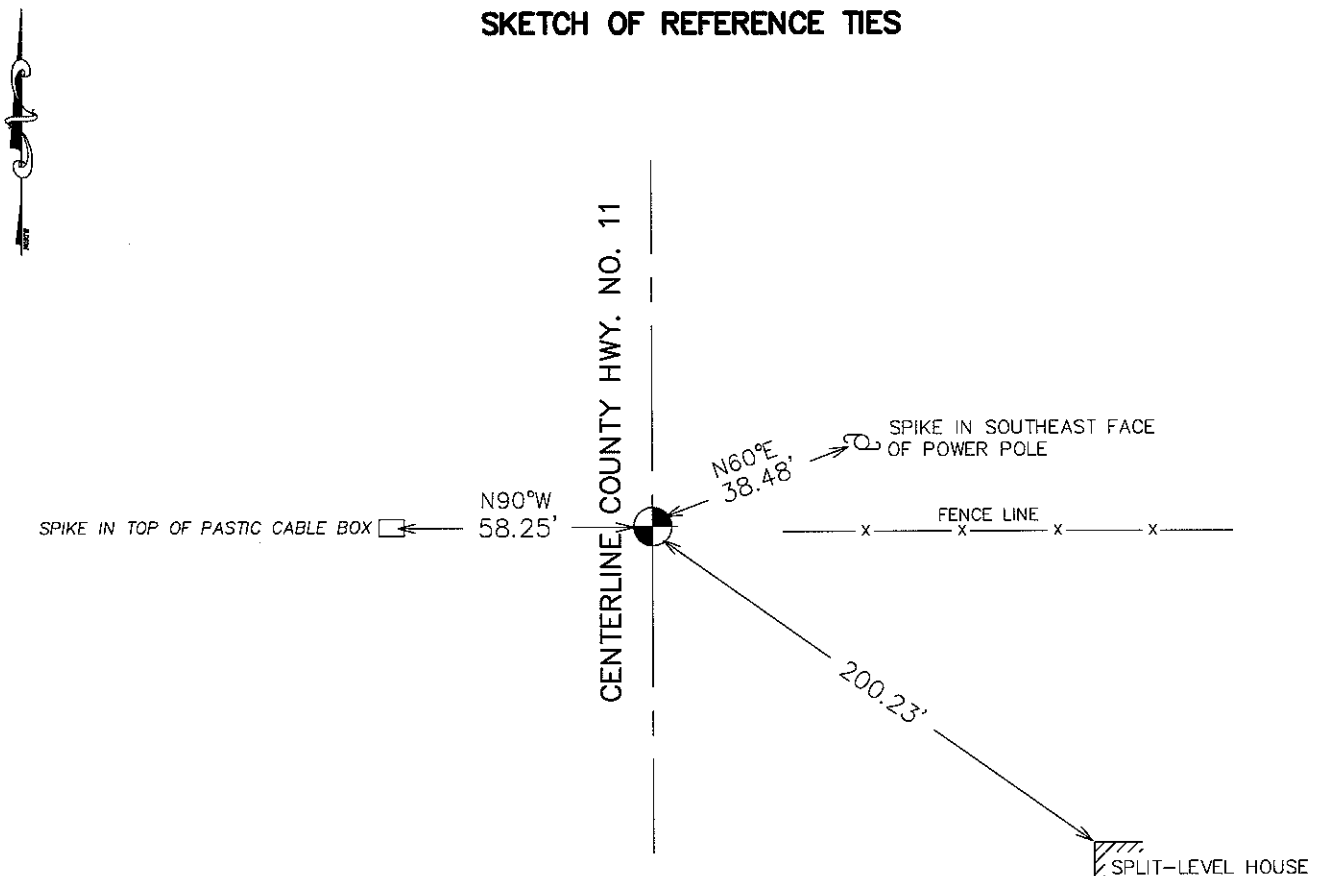 SKETCH OF REFERENCE TIES
CENTERLINE COUNTY HWY. NO. 11
SPIKE IN SOUTHEAST FACE
OF POWER POLE
N60°E
38.48'
N90°W
58.25'
SPIKE IN TOP OF PASTIC CABLE BOX
FENCE LINE
X X X X
200.23'
SPLIT-LEVEL HOUSE